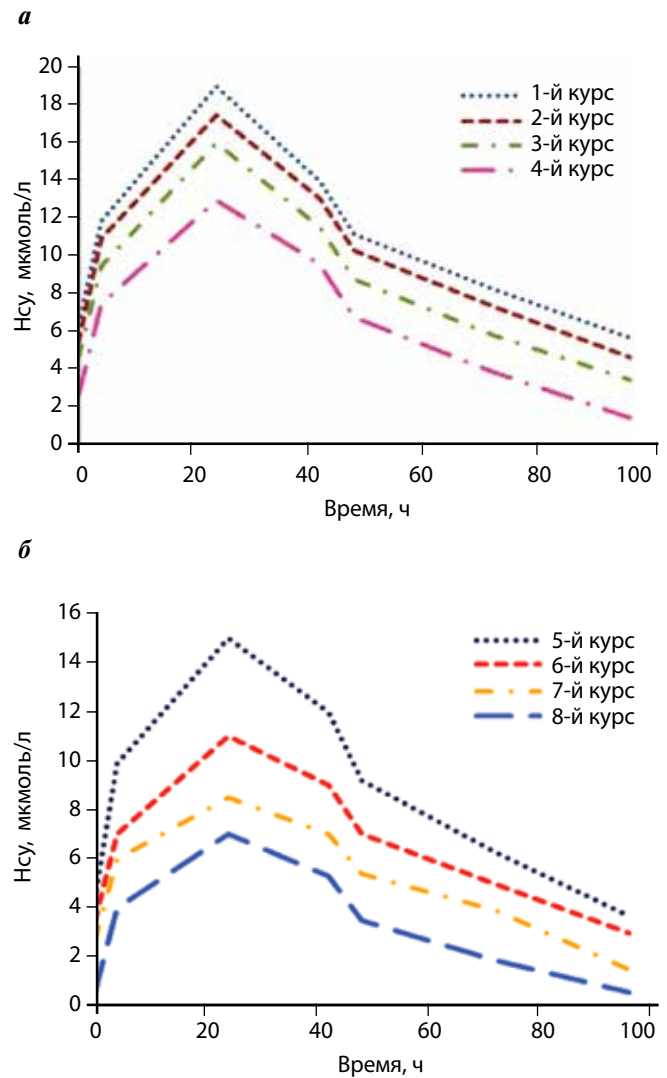 а
20
18
16
14
12
10
8
6
4
2
0
Нсу, мкмоль/л
1-й курс
2-й курс
3-й курс
4-й курс
0 20 40 60 80 100
Время, ч
б
16
14
12
10
8
6
4
2
0
Нсу, мкмоль/л
5-й курс
6-й курс
7-й курс
8-й курс
0 20 40 60 80 100
Время, ч